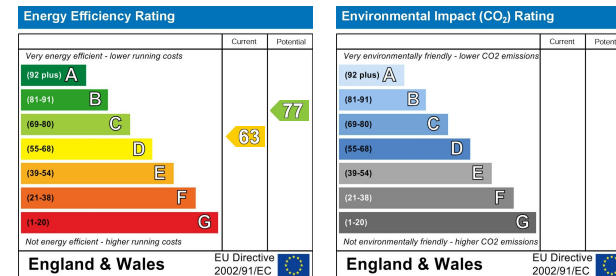 Energy Efficiency Rating
Current Potential
Very energy efficient - lower running costs
(92 plus) A
(81-91) B
(69-80) C
(55-68) D
(39-54) E
(21-38) F
(1-20) G
63
77
Not energy efficient - higher running costs
England & Wales
EU Directive
2002/91/EC
Environmental Impact (CO₂) Rating
Current Potent
Very environmentally friendly - lower CO2 emissions
(92 plus) A
(81-91) B
(69-80) C
(55-68) D
(39-54) E
(21-38) F
(1-20) G
Not environmentally friendly - higher CO2 emissions
England & Wales
EU Directive
2002/91/EC